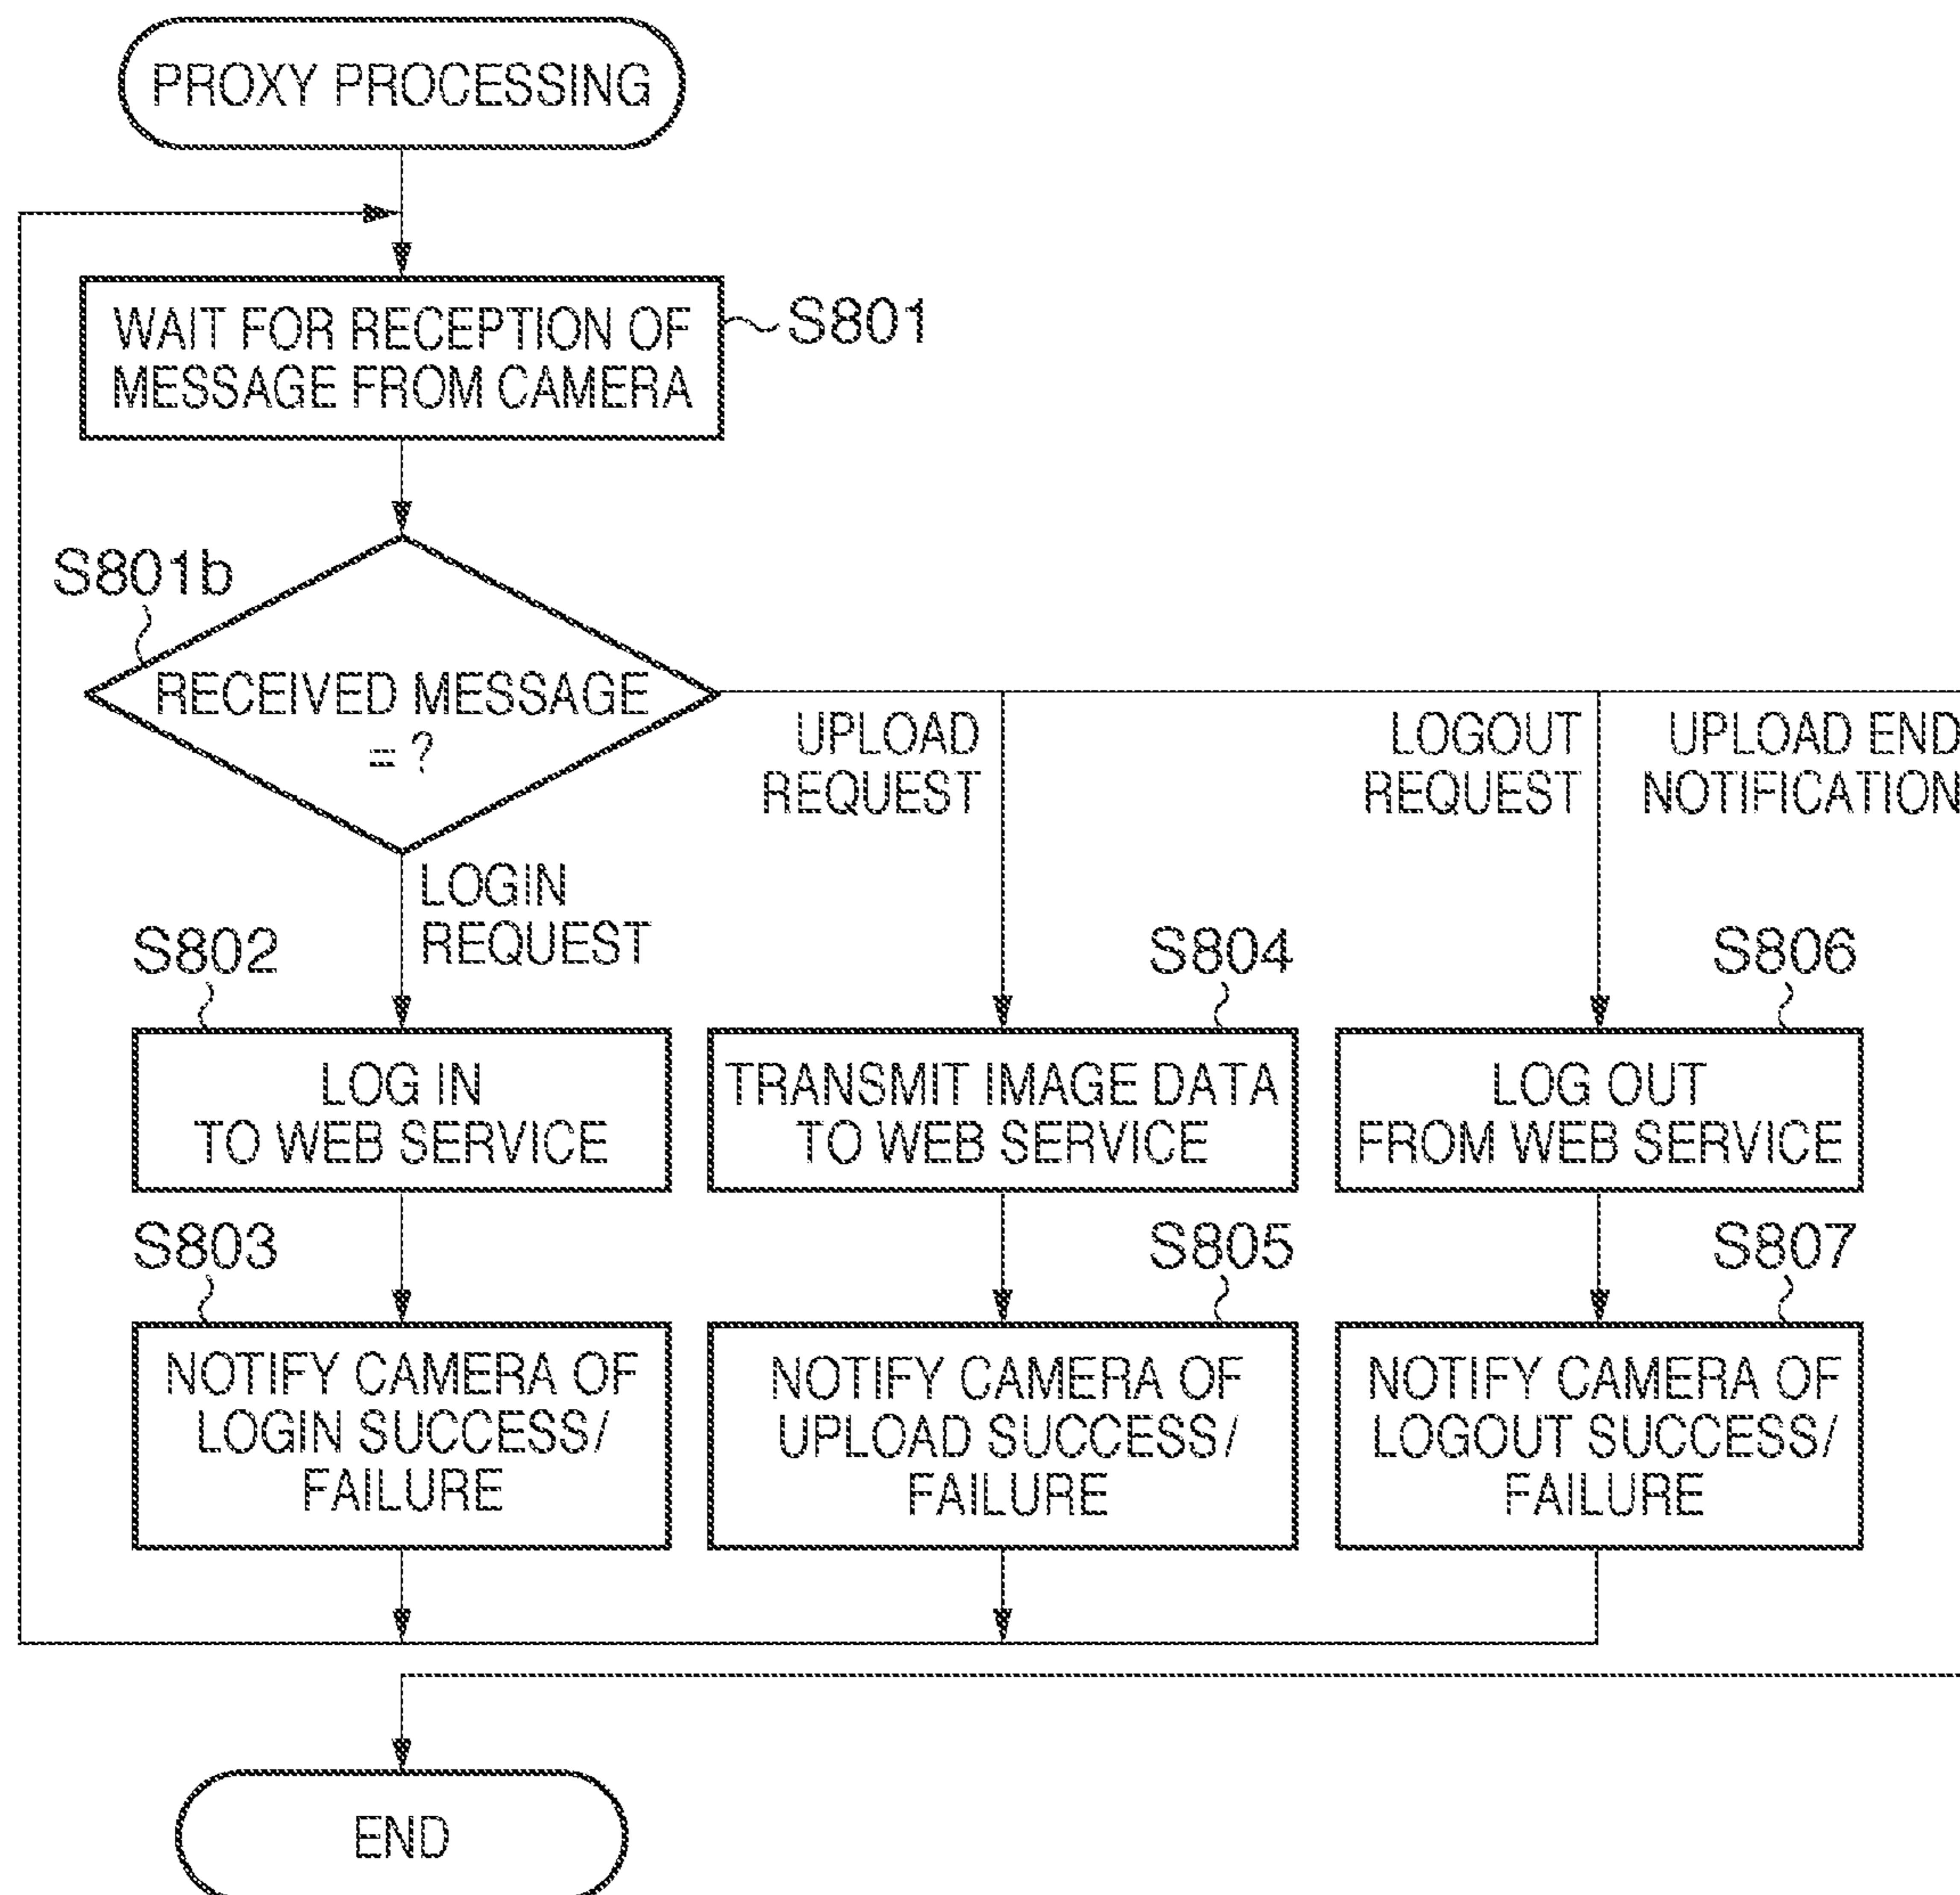 PROXY PROCESSING
WAIT FOR RECEPTION OF
MESSAGE FROM CAMERA
S801
S801b
RECEIVED MESSAGE
= ?
UPLOAD
REQUEST
LOGOUT
REQUEST
UPLOAD END
NOTIFICATION
LOGIN
REQUEST
S802
LOG IN
TO WEB SERVICE
S804
TRANSMIT IMAGE DATA
TO WEB SERVICE
S806
LOG OUT
FROM WEB SERVICE
S803
NOTIFY CAMERA OF
LOGIN SUCCESS/
FAILURE
S805
NOTIFY CAMERA OF
UPLOAD SUCCESS/
FAILURE
S807
NOTIFY CAMERA OF
LOGOUT SUCCESS/
FAILURE
END